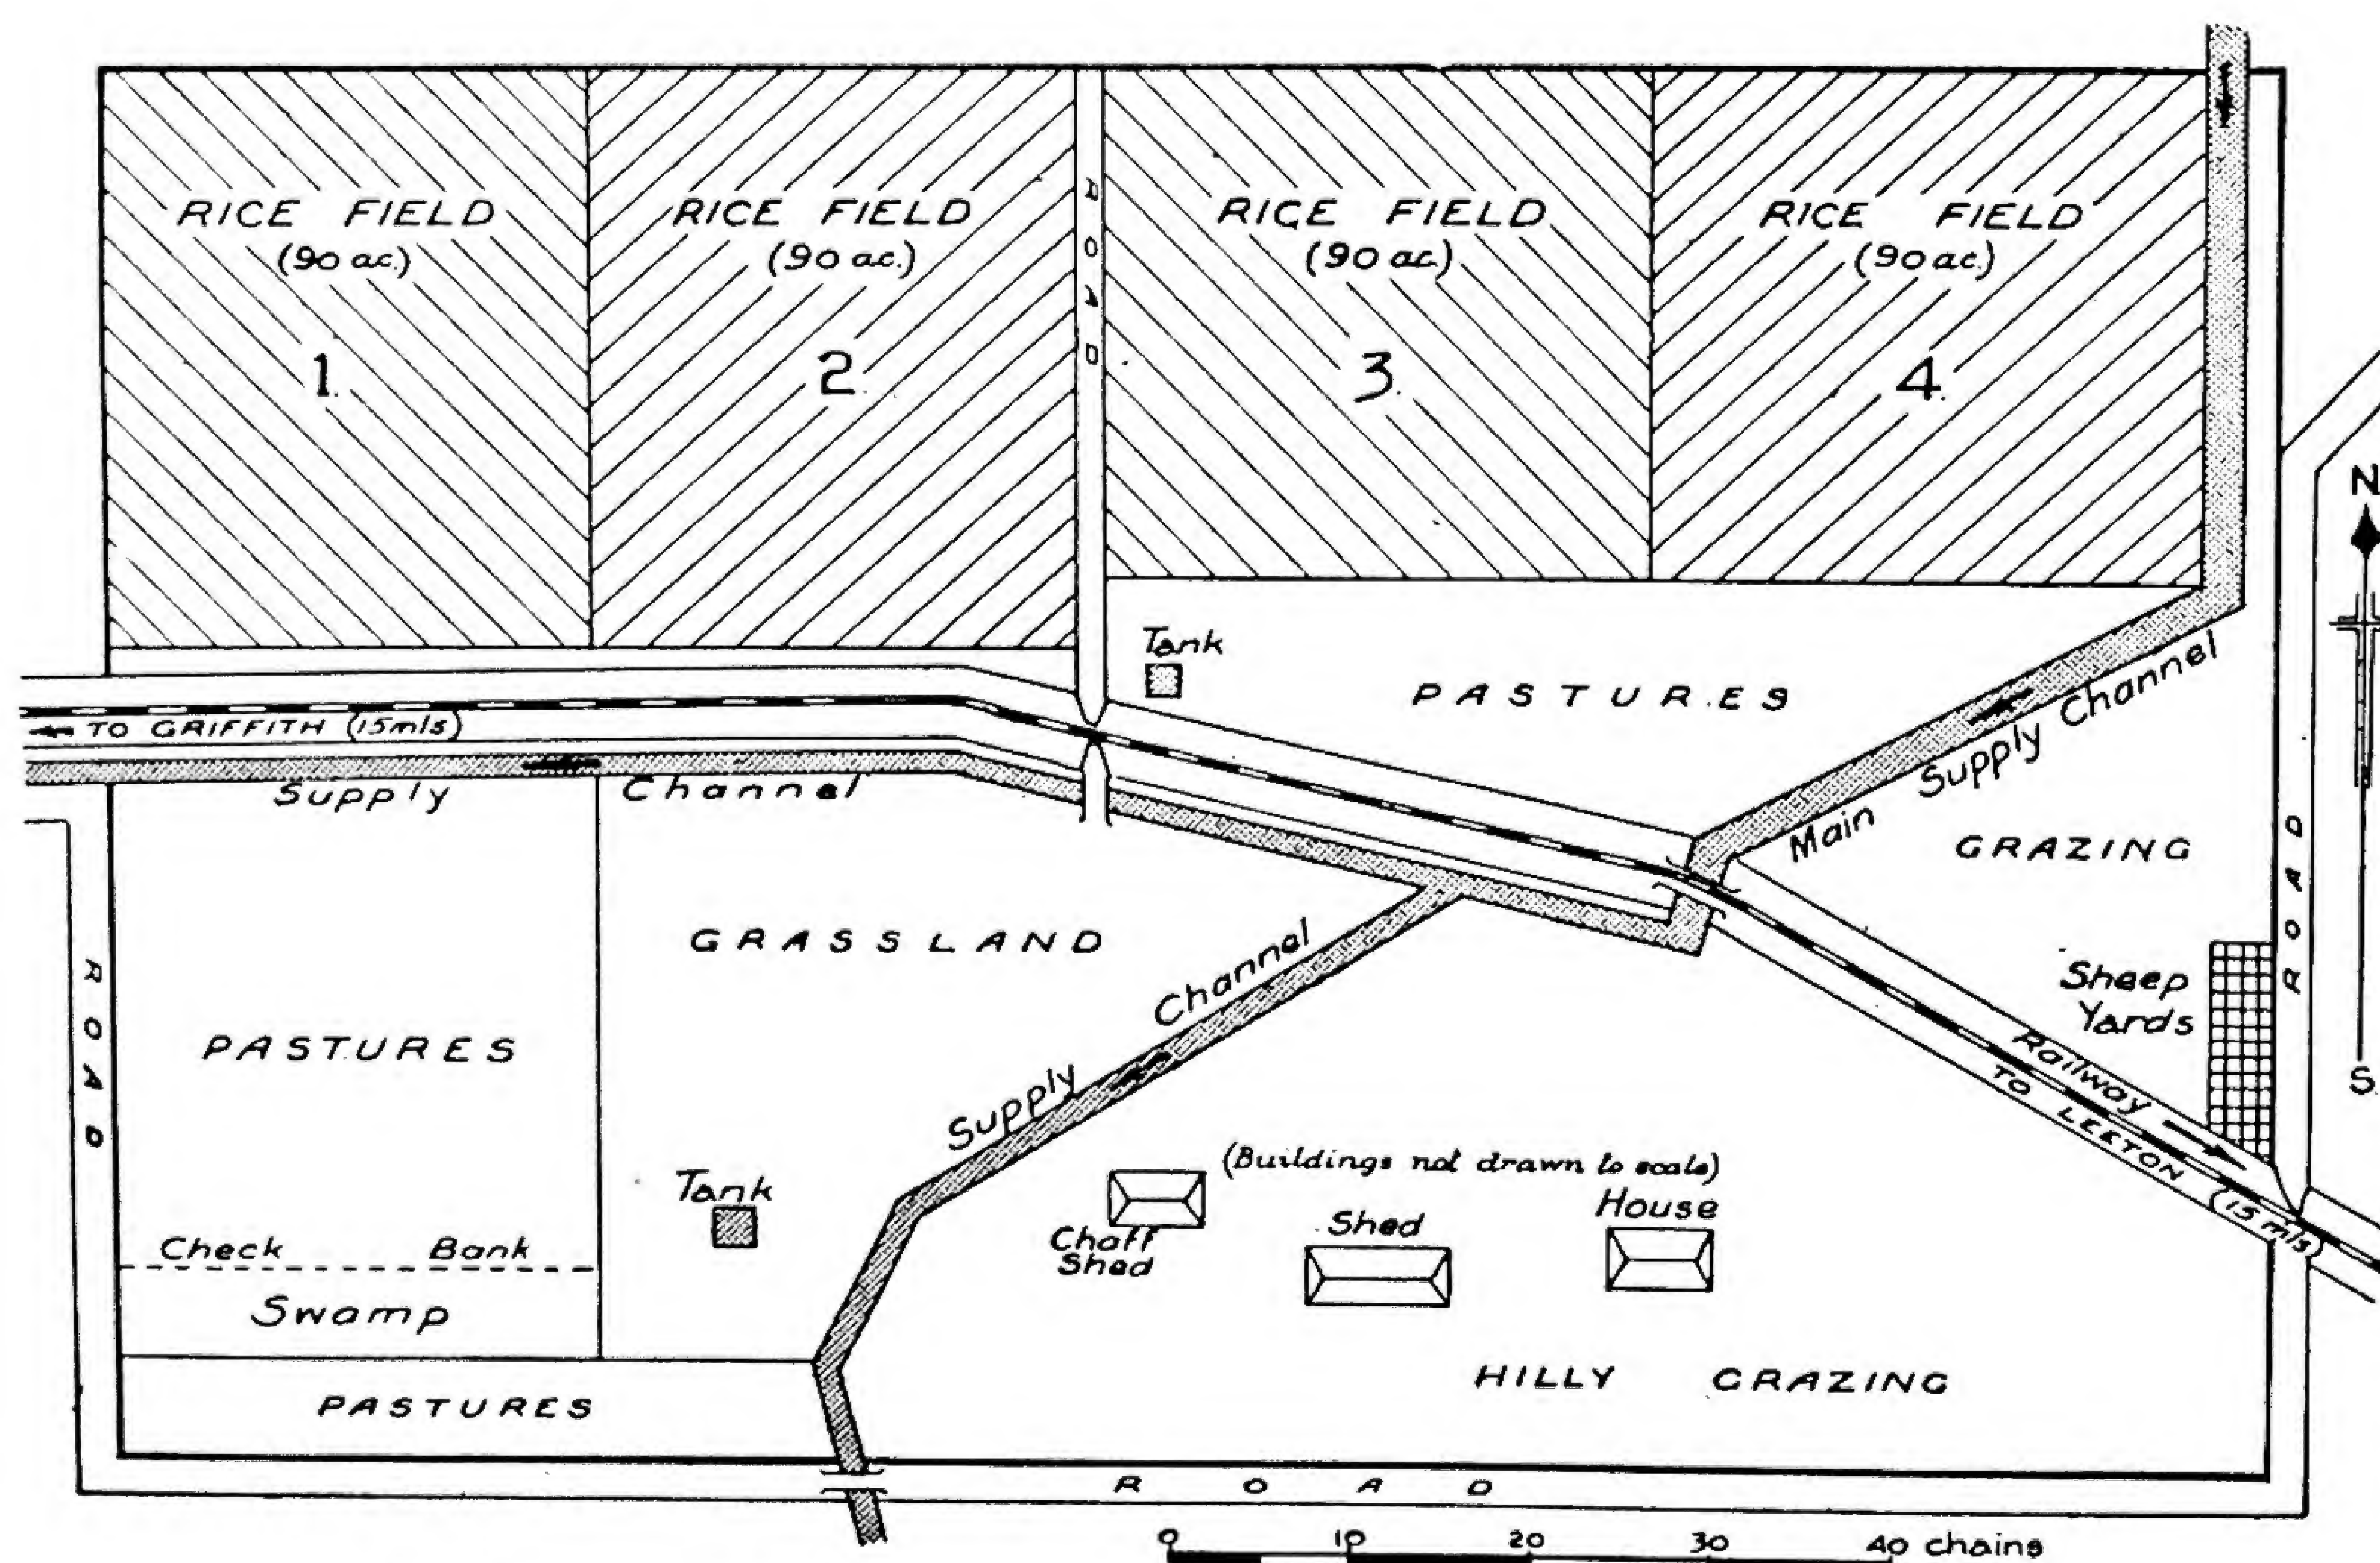 RICE FIELD
(90 ac.)
1.
RICE FIELD
(90 ac.)
2.
ROAD
RICE FIELD
(90 ac.)
3.
RICE FIELD
(90 ac.)
4.
N
S.
Tank
PASTURES
TO GRIFFITH (15mls)
Supply Channel
Main Supply Channel
GRAZING
ROAD
GRASSLAND
Supply Channel
Sheep
Yards
ROAD
PASTURES
Railway
TO LEETON (15 mls)
Tank
(Buildings not drawn to scale)
Chaff
Shed
Shed
House
Check Bank
Swamp
HILLY GRAZING
PASTURES
ROAD
0 10 20 30 40 chains